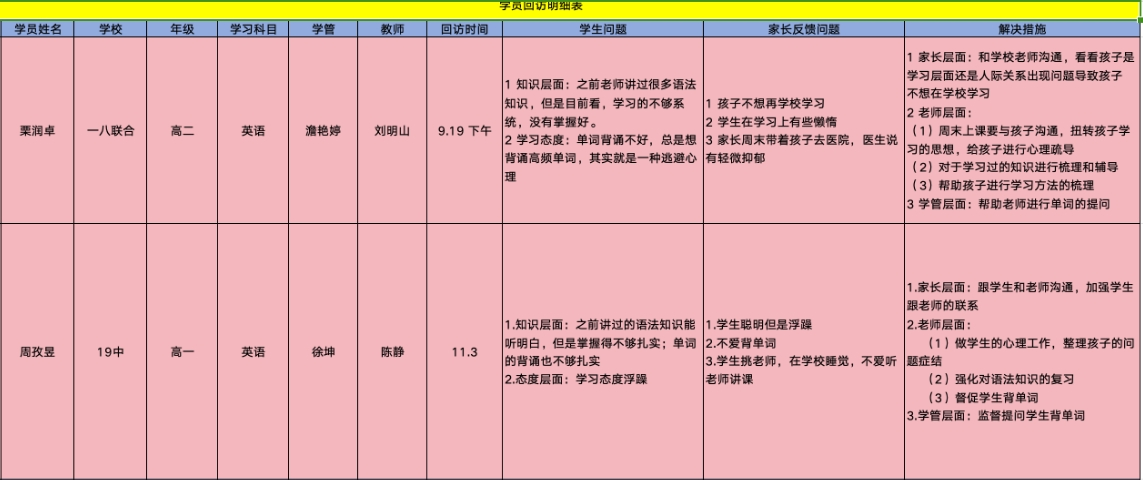 学员回访明细表
学员姓名 学校 年级 学习科目 学管 教师 回访时间 学生问题 家长反馈问题 解决措施
栗润卓
一八联合
高二
英语
澹艳婷
刘明山
9.19 下午
1 知识层面：之前老师讲过很多语法
知识，但是目前看，学习的不够系
统，没有掌握好。
2 学习态度：单词背诵不好，总是想
背诵高频单词，其实就是一种逃避心
理
1 孩子不想再学校学习
2 学生在学习上有些懒惰
3 家长周末带着孩子去医院，医生说
有轻微抑郁
1 家长层面：和学校老师沟通，看看孩子是
学习层面还是人际关系出现问题导致孩子
不想在学校学习
2 老师层面：
（1）周末上课要与孩子沟通，扭转孩子学
习的思想，给孩子进行心理疏导
（2）对于学习过的知识进行梳理和辅导
（3）帮助孩子进行学习方法的梳理
3 学管层面：帮助老师进行单词的提问
周孜昱
19中
高一
英语
徐坤
陈静
11.3
1.知识层面：之前讲过的语法知识能
听明白，但是掌握得不够扎实；单词
的背诵也不够扎实
2.态度层面：学习态度浮躁
1.学生聪明但是浮躁
2.不爱背单词
3.学生挑老师，在学校睡觉，不爱听
老师讲课
1.家长层面：跟学生和老师沟通，加强学生
跟老师的联系
2.老师层面：
（1）做学生的心理工作，整理孩子的问
题症结
（2）强化对语法知识的复习
（3）督促学生背单词
3.学管层面：监督提问学生背单词